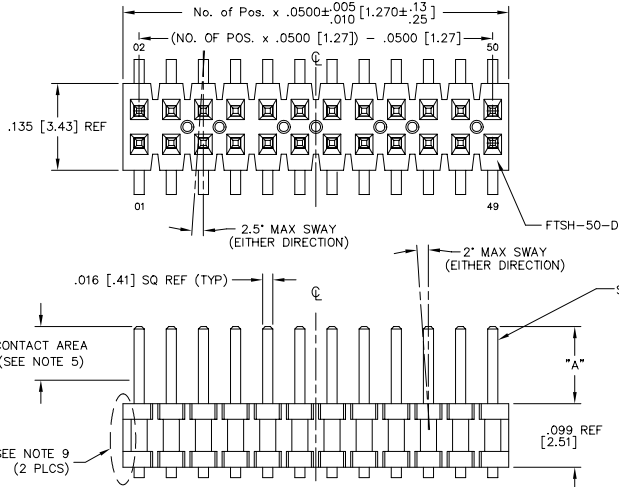 No. of Pos. x .0500±.005/.010 [1.270±.13/.25]
(NO. OF POS. x .0500 [1.27]) - .0500 [1.27]
02
℄
50
.135 [3.43] REF
01
49
2.5° MAX SWAY
(EITHER DIRECTION)
FTSH-50-D
2° MAX SWAY
(EITHER DIRECTION)
.016 [.41] SQ REF (TYP)
℄
S
CONTACT AREA
(SEE NOTE 5)
"A"
.099 REF
[2.51]
SEE NOTE 9
(2 PLCS)